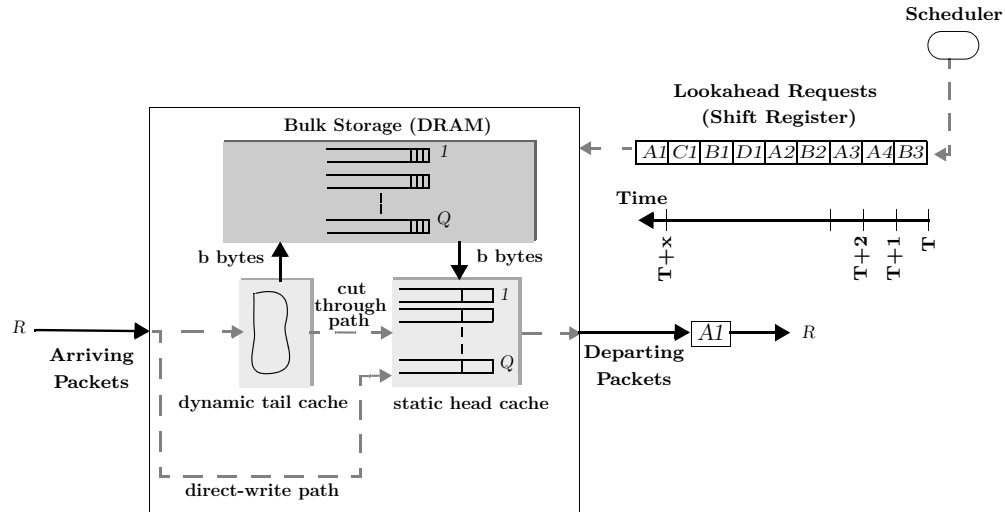 Scheduler
Lookahead Requests
(Shift Register)
Bulk Storage (DRAM)
A1 C1 B1 D1 A2 B2 A3 A4 B3
1
Q
Time
T+x T+2 T+1 T
b bytes
b bytes
cut
through
path
1
Q
R
Arriving
Packets
Departing
Packets
A1
R
dynamic tail cache
static head cache
direct-write path